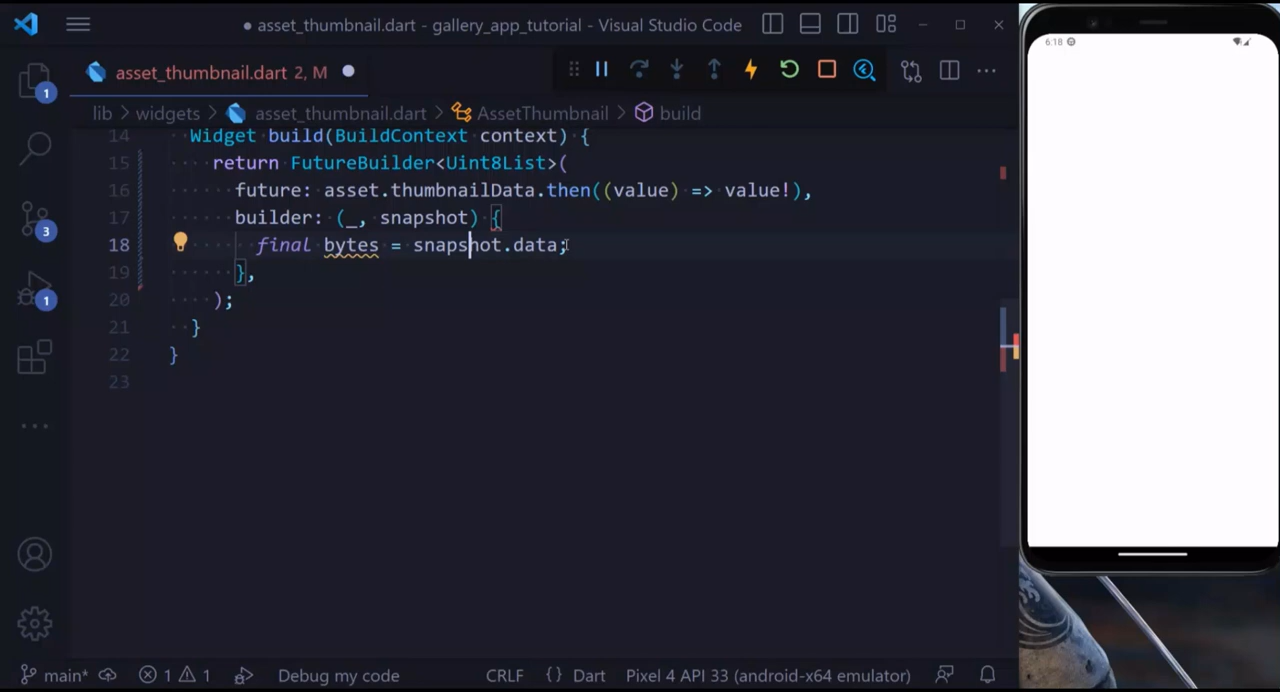 ● asset_thumbnail.dart - gallery_app_tutorial - Visual Studio Code
asset_thumbnail.dart 2, M ●
lib > widgets > asset_thumbnail.dart > AssetThumbnail > build
14 Widget build(BuildContext context) {
15 return FutureBuilder<Uint8List>(
16 future: asset.thumbnailData.then((value) => value!),
17 builder: (_, snapshot) {
18 final bytes = snapshot.data;
19 },
20 );
21 }
22 }
23
1
3
1
main* 1 1 Debug my code CRLF {} Dart Pixel 4 API 33 (android-x64 emulator)
6:18